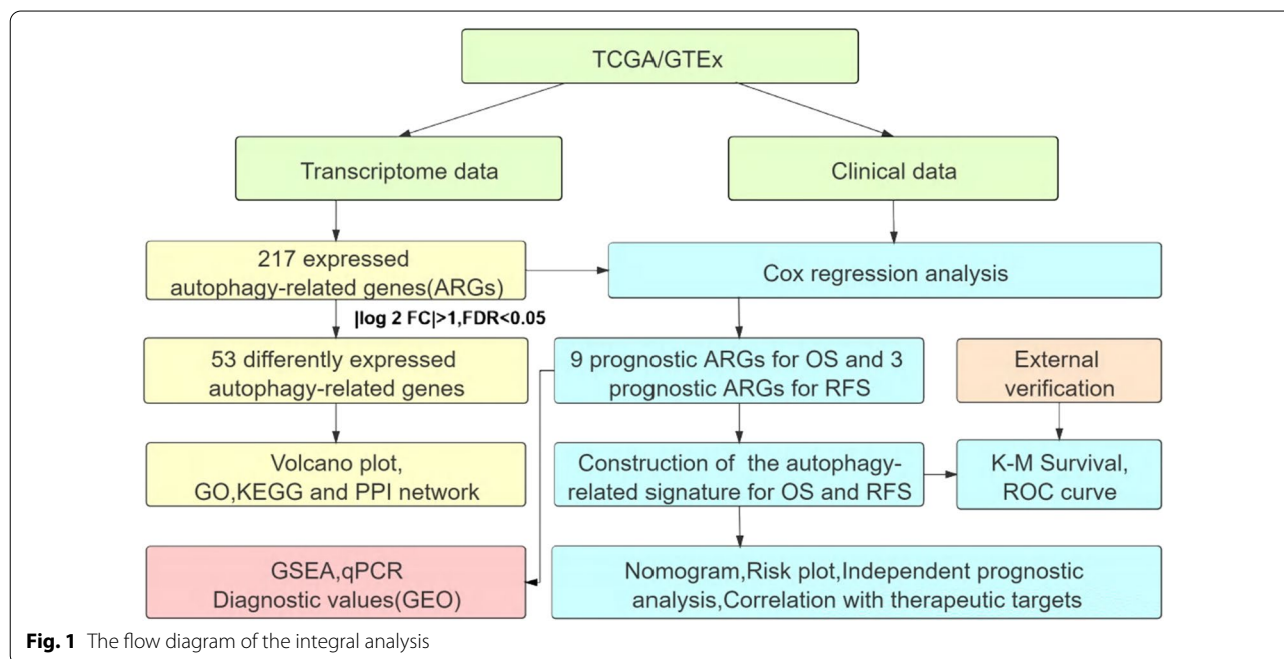 TCGA/GTEx
Transcriptome data
Clinical data
217 expressed
autophagy-related genes(ARGs)
Cox regression analysis
|log 2 FC|>1,FDR<0.05
53 differently expressed
autophagy-related genes
9 prognostic ARGs for OS and 3
prognostic ARGs for RFS
External
verification
Volcano plot,
GO,KEGG and PPI network
Construction of the autophagy-
related signature for OS and RFS
K-M Survival,
ROC curve
GSEA,qPCR
Diagnostic values(GEO)
Nomogram,Risk plot,Independent prognostic
analysis,Correlation with therapeutic targets
Fig. 1 The flow diagram of the integral analysis